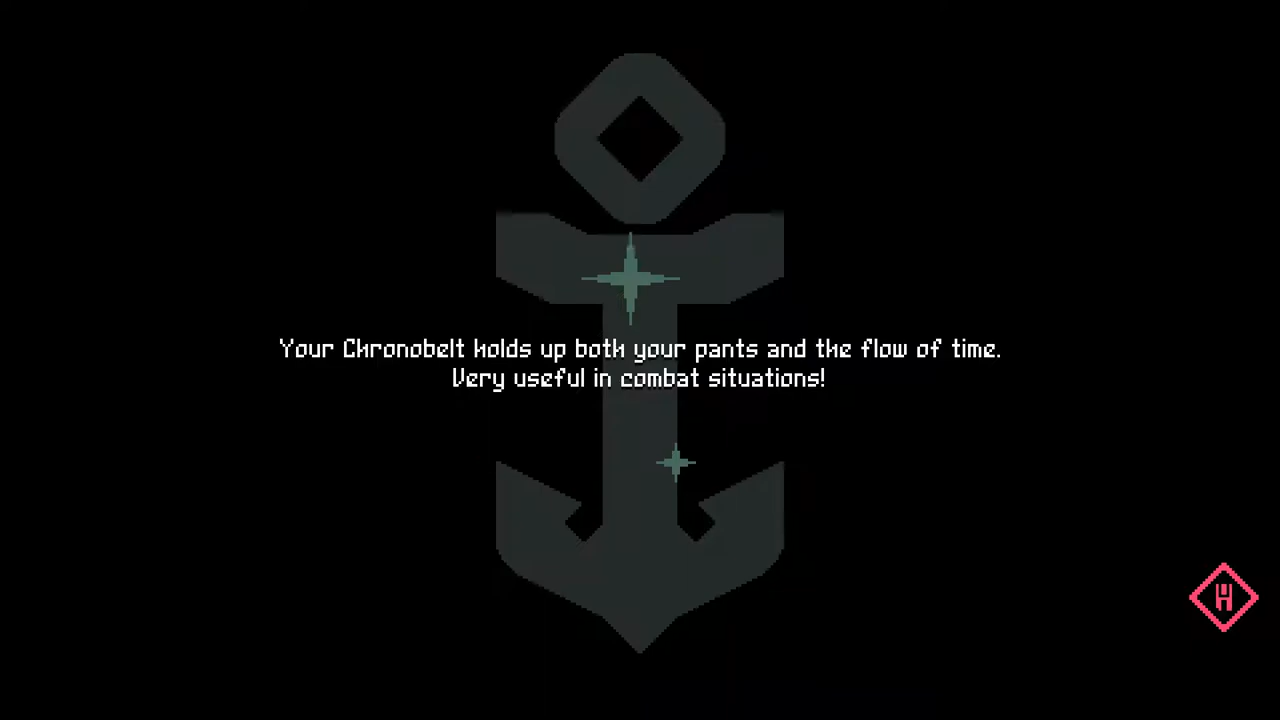 Your Chronobelt holds up both your pants and the flow of time.
Very useful in combat situations!